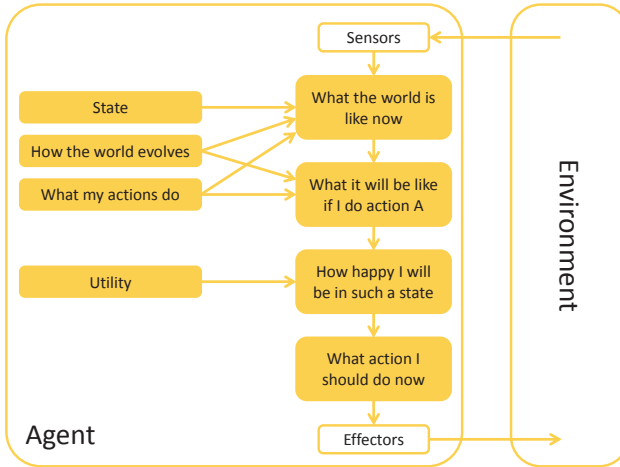 Sensors
What the world is
like now
State
How the world evolves
What my actions do
What it will be like
if I do action A
Utility
How happy I will
be in such a state
What action I
should do now
Agent
Effectors
Environment